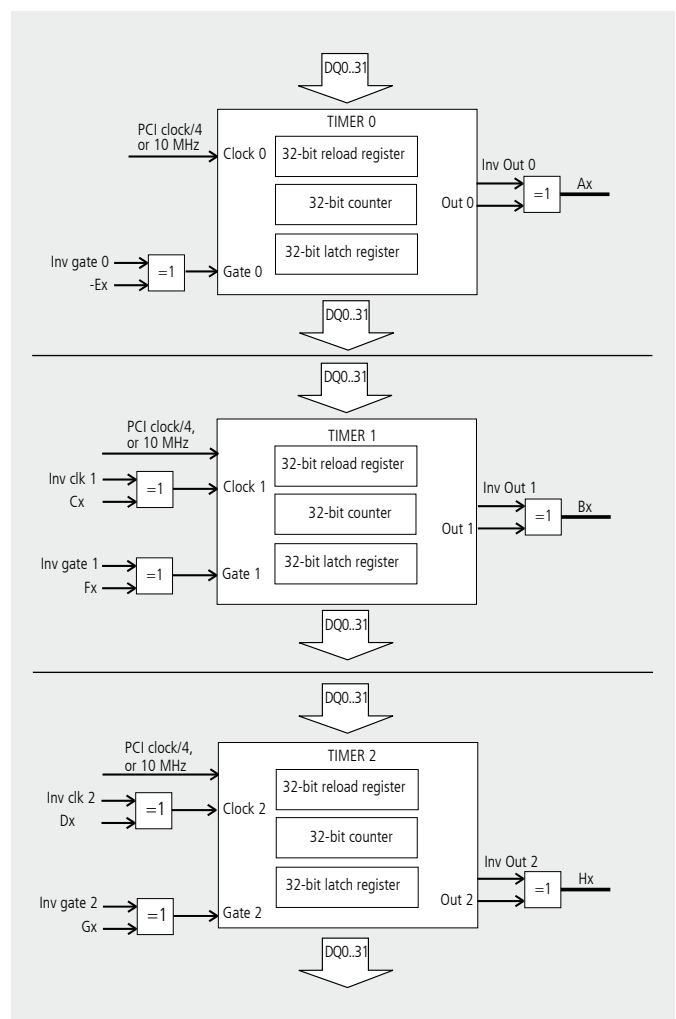 DQ0..31
TIMER 0
PCI clock/4
or 10 MHz
Clock 0
32-bit reload register
Inv Out 0
=1
Ax
32-bit counter
Out 0
32-bit latch register
Inv gate 0
-Ex
=1
Gate 0
DQ0..31
DQ0..31
TIMER 1
PCI clock/4,
or 10 MHz
32-bit reload register
Inv clk 1
Cx
=1
Clock 1
Inv Out 1
=1
Bx
32-bit counter
Out 1
32-bit latch register
Inv gate 1
Fx
=1
Gate 1
DQ0..31
DQ0..31
TIMER 2
PCI clock/4,
or 10 MHz
32-bit reload register
Inv clk 2
Dx
=1
Clock 2
32-bit counter
Inv Out 2
=1
Hx
32-bit latch register
Out 2
Inv gate 2
Gx
=1
Gate 2
DQ0..31